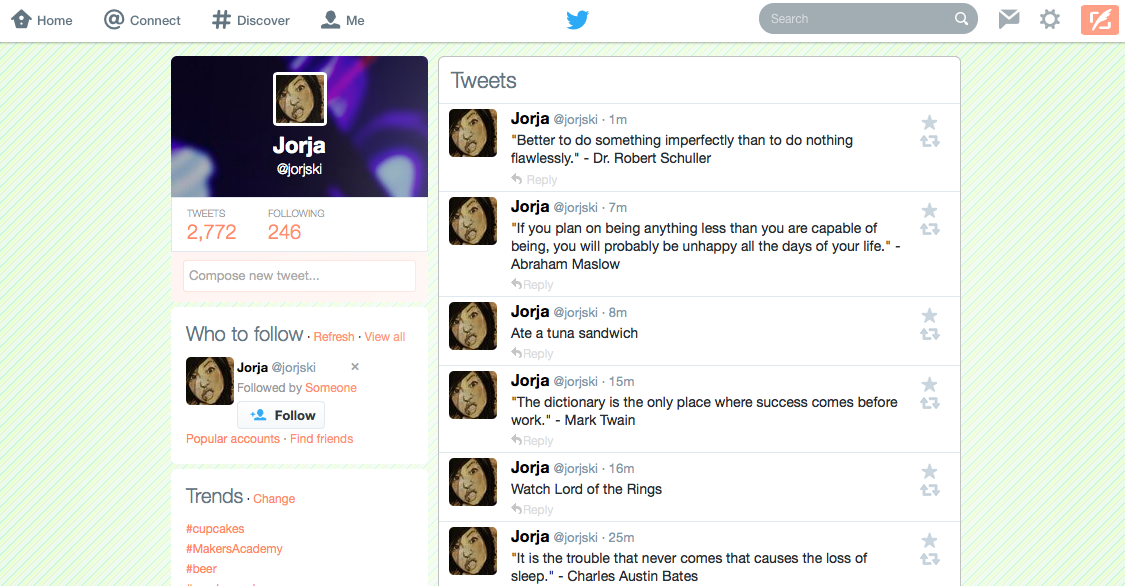 Home
Connect
Discover
Me
Search
Jorja
@jorjski
TWEETS
2,772
FOLLOWING
246
Compose new tweet...
Who to follow · Refresh · View all
Jorja @jorjski ×
Followed by Someone
Follow
Popular accounts · Find friends
Trends · Change
#cupcakes
#MakersAcademy
#beer
Tweets
Jorja @jorjski · 1m
"Better to do something imperfectly than to do nothing
flawlessly." - Dr. Robert Schuller
Reply
Jorja @jorjski · 7m
"If you plan on being anything less than you are capable of
being, you will probably be unhappy all the days of your life." -
Abraham Maslow
Reply
Jorja @jorjski · 8m
Ate a tuna sandwich
Reply
Jorja @jorjski · 15m
"The dictionary is the only place where success comes before
work." - Mark Twain
Reply
Jorja @jorjski · 16m
Watch Lord of the Rings
Reply
Jorja @jorjski · 25m
"It is the trouble that never comes that causes the loss of
sleep." - Charles Austin Bates